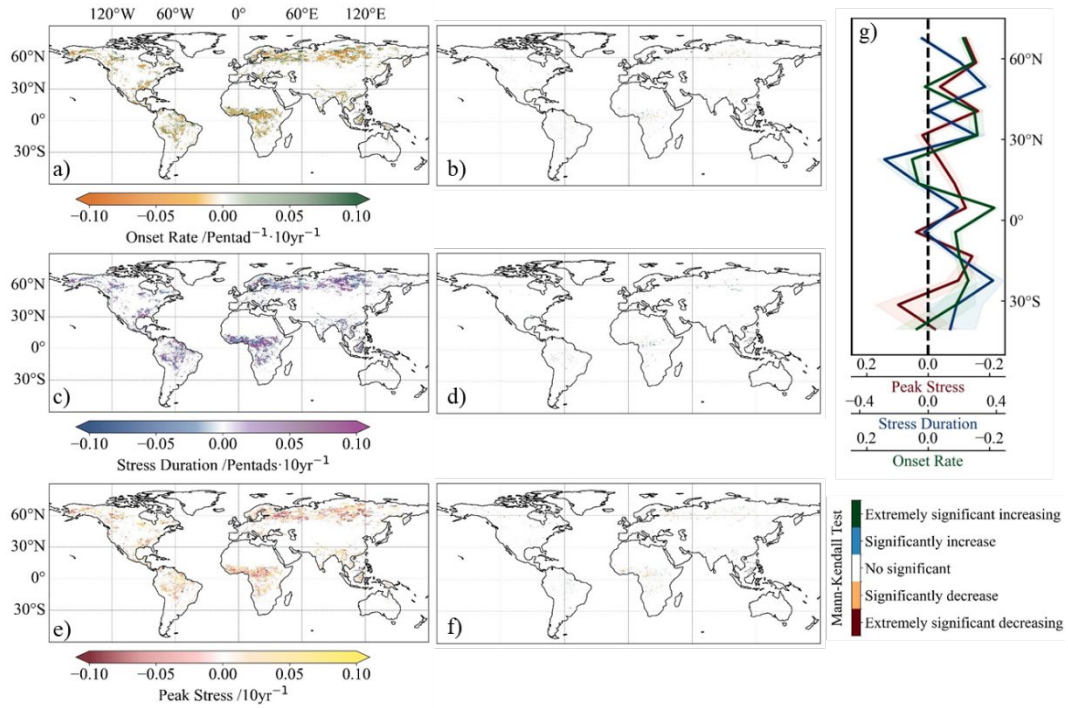 120°W 60°W 0° 60°E 120°E
60°N
30°N
0°
30°S
a)
b)
−0.10 −0.05 0.00 0.05 0.10
Onset Rate /Pentad⁻¹·10yr⁻¹
60°N
30°N
0°
30°S
c)
d)
−0.10 −0.05 0.00 0.05 0.10
Stress Duration /Pentads·10yr⁻¹
60°N
30°N
0°
30°S
e)
f)
−0.10 −0.05 0.00 0.05 0.10
Peak Stress /10yr⁻¹
g)
60°N
30°N
0°
30°S
0.2 0.0 −0.2
Peak Stress
−0.4 0.0 0.4
Stress Duration
0.2 0.0 −0.2
Onset Rate
Mann-Kendall Test
Extremely significant increasing
Significantly increase
No significant
Significantly decrease
Extremely significant decreasing